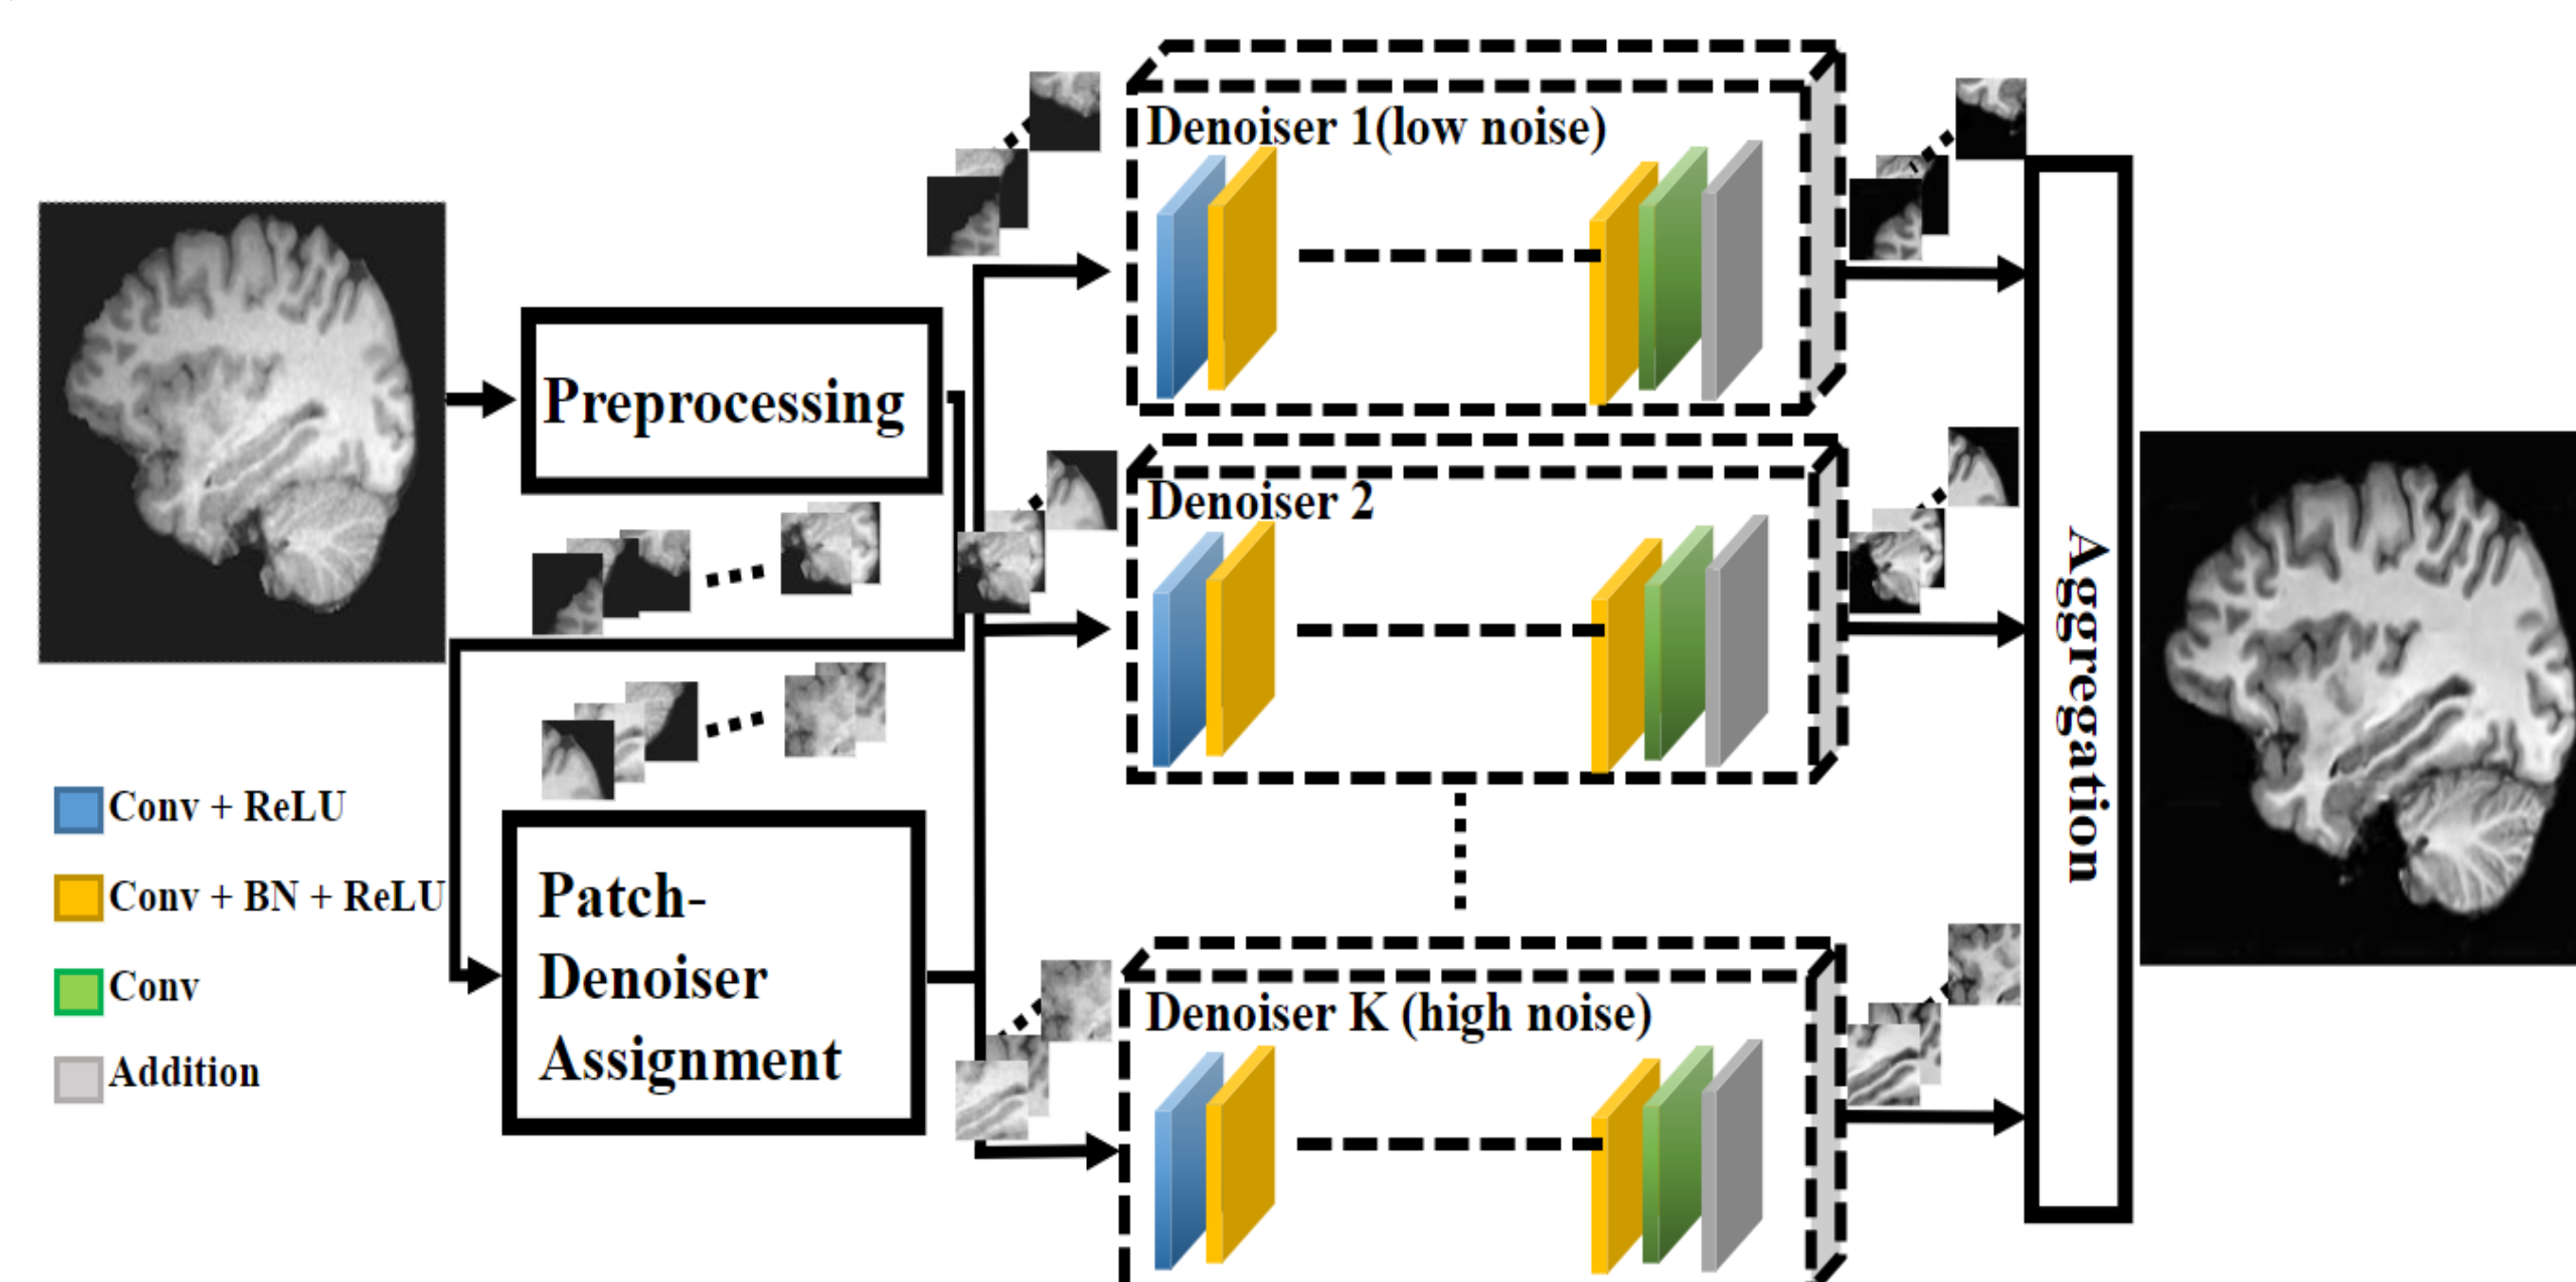 Denoiser 1(low noise)
Preprocessing
Denoiser 2
Aggregation
Conv + ReLU
Conv + BN + ReLU
Conv
Addition
Patch-
Denoiser
Assignment
Denoiser K (high noise)